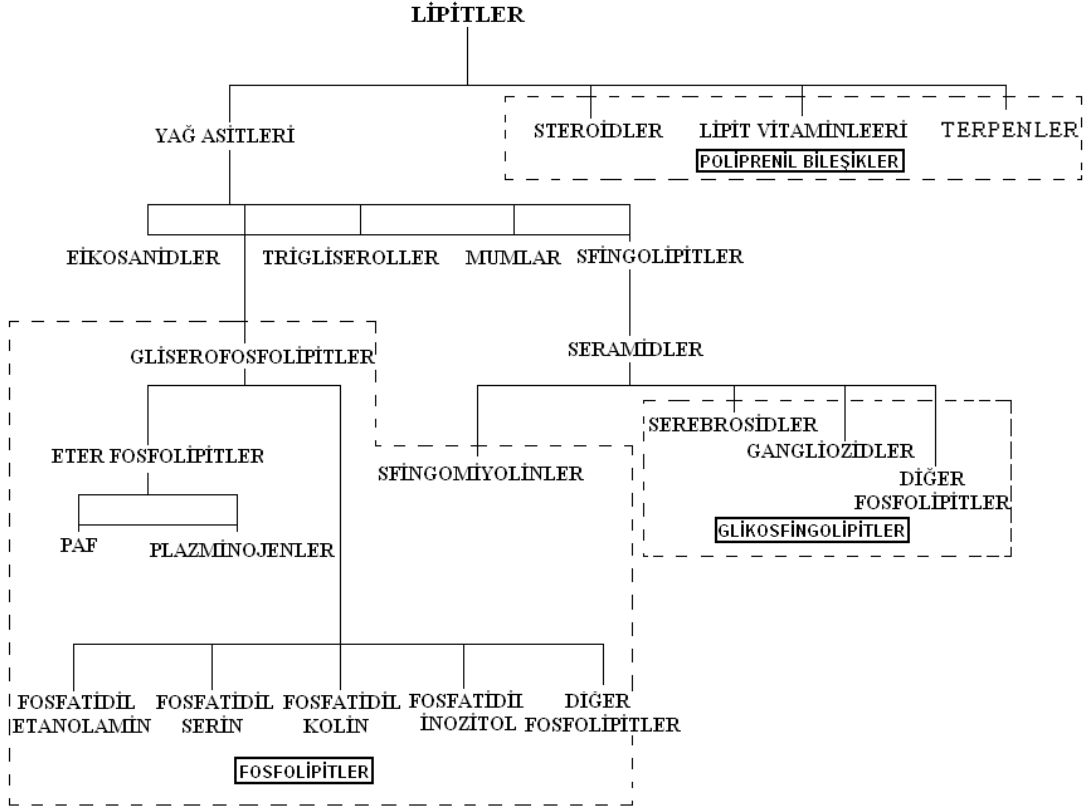 LİPİTLER
YAĞ ASİTLERİ
STEROİDLER
LİPİT VİTAMİNLEERİ
TERPENLER
POLİPRENİL BİLEŞİKLER
EİKOSANİDLER
TRİGLİSEROLLER
MUMLAR
SFİNGOLİPİTLER
GLİSEROFOSFOLİPİTLER
SERAMİDLER
ETER FOSFOLİPİTLER
SFİNGOMİYOLİNLER
SEREBROSİDLER
GANGLİOZİDLER
DİĞER
FOSFOLİPİTLER
GLİKOSFİNGOLİPİTLER
PAF
PLAZMİNOJENLER
FOSFATİDİL
ETANOLAMİN
FOSFATİDİL
SERİN
FOSFATİDİL
KOLİN
FOSFATİDİI
İNOZİTOL
DİĞER
FOSFOLİPİTLER
FOSFOLİPİTLER